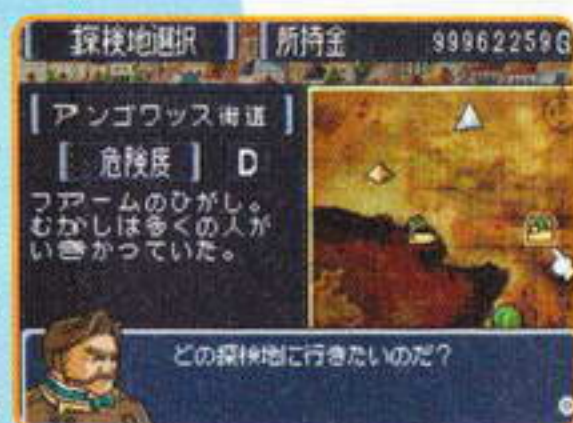 探検地選択
所持金 99962259G
アンゴワッス街道
危険度 D
ファームのひがし。
むかしは多くの人が
いきかっていた。
どの探検地に行きたいのだ？